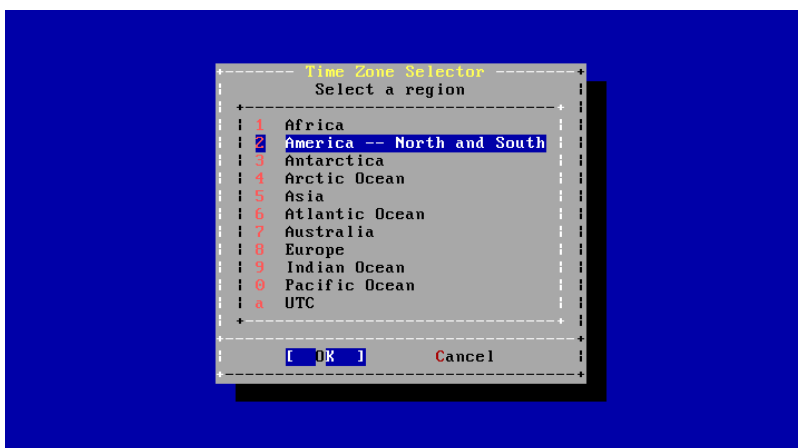 Time Zone Selector
Select a region
1 Africa
2 America -- North and South
3 Antarctica
4 Arctic Ocean
5 Asia
6 Atlantic Ocean
7 Australia
8 Europe
9 Indian Ocean
0 Pacific Ocean
a UTC
[ OK ] Cancel